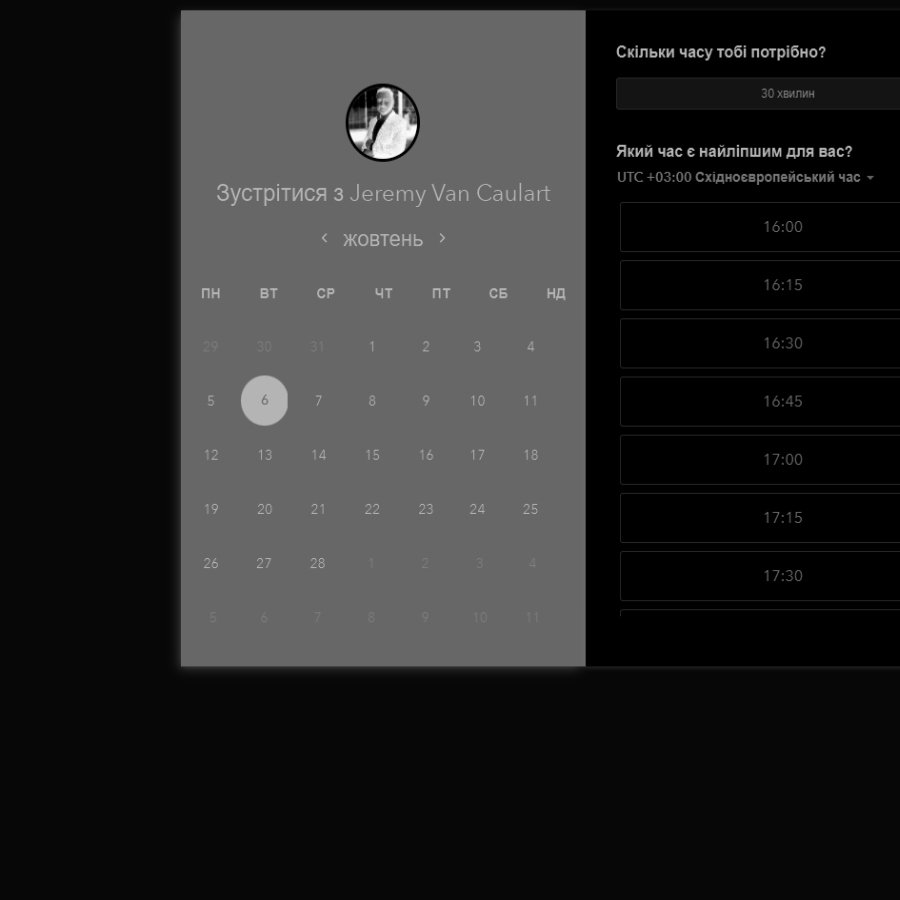 Зустрітися з Jeremy Van Caulart
жовтень
ПН ВТ СР ЧТ ПТ СБ НД
29 30 31 1 2 3 4
5 6 7 8 9 10 11
12 13 14 15 16 17 18
19 20 21 22 23 24 25
26 27 28 1 2 3 4
5 6 7 8 9 10 11
Скільки часу тобі потрібно?
30 хвилин
Який час є найліпшим для вас?
UTC +03:00 Східноєвропейський час
16:00
16:15
16:30
16:45
17:00
17:15
17:30